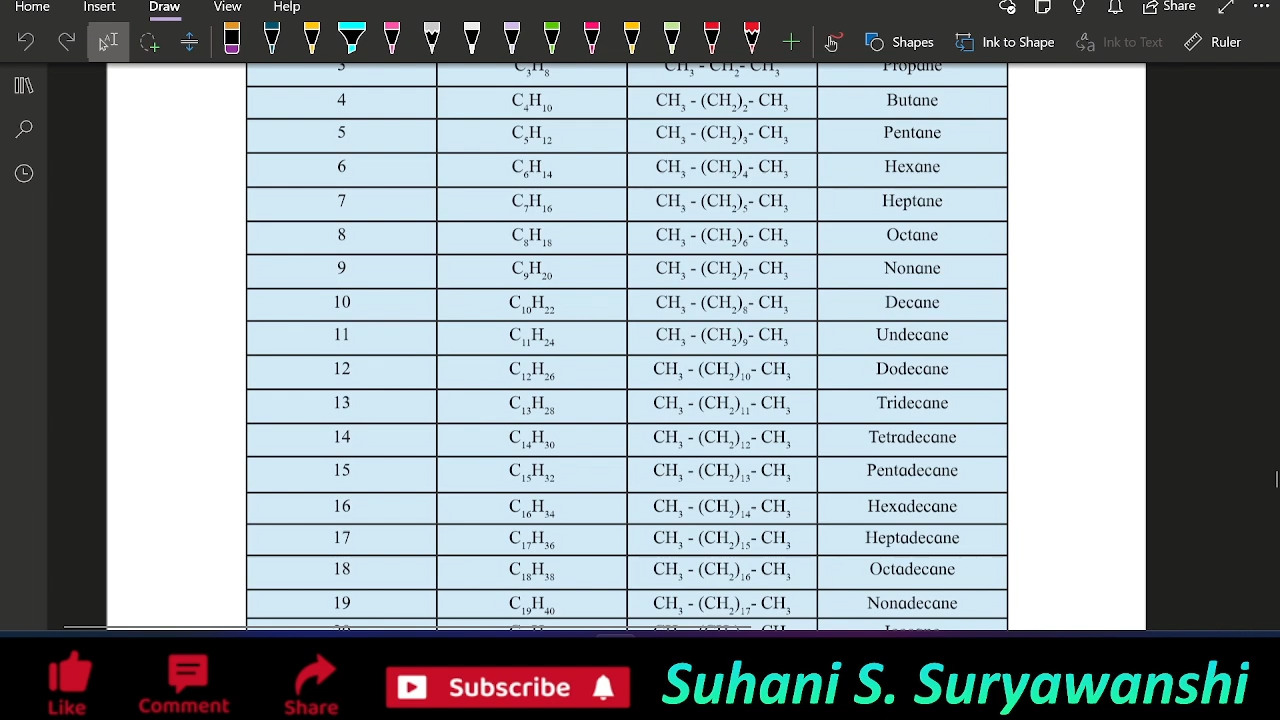 Home Insert Draw View Help Share
Shapes Ink to Shape Ink to Text Ruler
3 C₃H₈ CH₃ - CH₂- CH₃ Propane
4 C₄H₁₀ CH₃ - (CH₂)₂- CH₃ Butane
5 C₅H₁₂ CH₃ - (CH₂)₃- CH₃ Pentane
6 C₆H₁₄ CH₃ - (CH₂)₄- CH₃ Hexane
7 C₇H₁₆ CH₃ - (CH₂)₅- CH₃ Heptane
8 C₈H₁₈ CH₃ - (CH₂)₆- CH₃ Octane
9 C₉H₂₀ CH₃ - (CH₂)₇- CH₃ Nonane
10 C₁₀H₂₂ CH₃ - (CH₂)₈- CH₃ Decane
11 C₁₁H₂₄ CH₃ - (CH₂)₉- CH₃ Undecane
12 C₁₂H₂₆ CH₃ - (CH₂)₁₀- CH₃ Dodecane
13 C₁₃H₂₈ CH₃ - (CH₂)₁₁- CH₃ Tridecane
14 C₁₄H₃₀ CH₃ - (CH₂)₁₂- CH₃ Tetradecane
15 C₁₅H₃₂ CH₃ - (CH₂)₁₃- CH₃ Pentadecane
16 C₁₆H₃₄ CH₃ - (CH₂)₁₄- CH₃ Hexadecane
17 C₁₇H₃₆ CH₃ - (CH₂)₁₅- CH₃ Heptadecane
18 C₁₈H₃₈ CH₃ - (CH₂)₁₆- CH₃ Octadecane
19 C₁₉H₄₀ CH₃ - (CH₂)₁₇- CH₃ Nonadecane
Like Comment Share Subscribe Suhani S. Suryawanshi